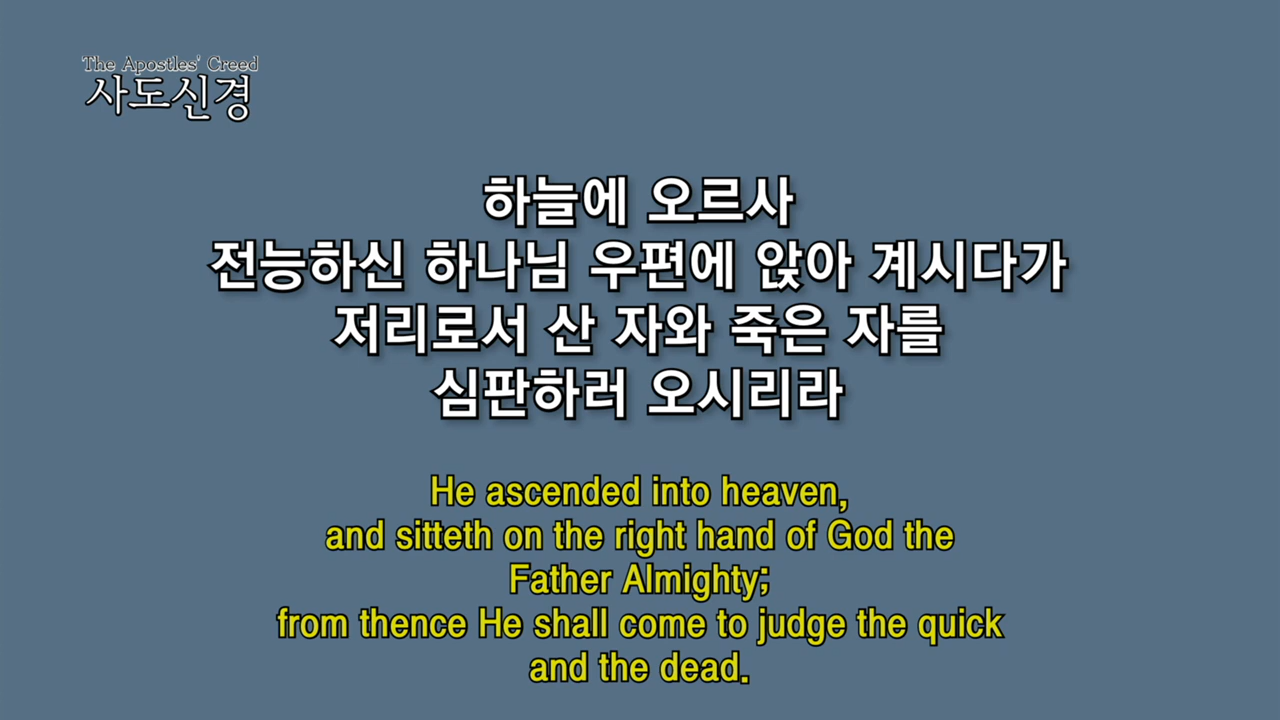 The Apostles' Creed
사도신경
하늘에 오르사
전능하신 하나님 우편에 앉아 계시다가
저리로서 산 자와 죽은 자를
심판하러 오시리라
He ascended into heaven,
and sitteth on the right hand of God the
Father Almighty;
from thence He shall come to judge the quick
and the dead.